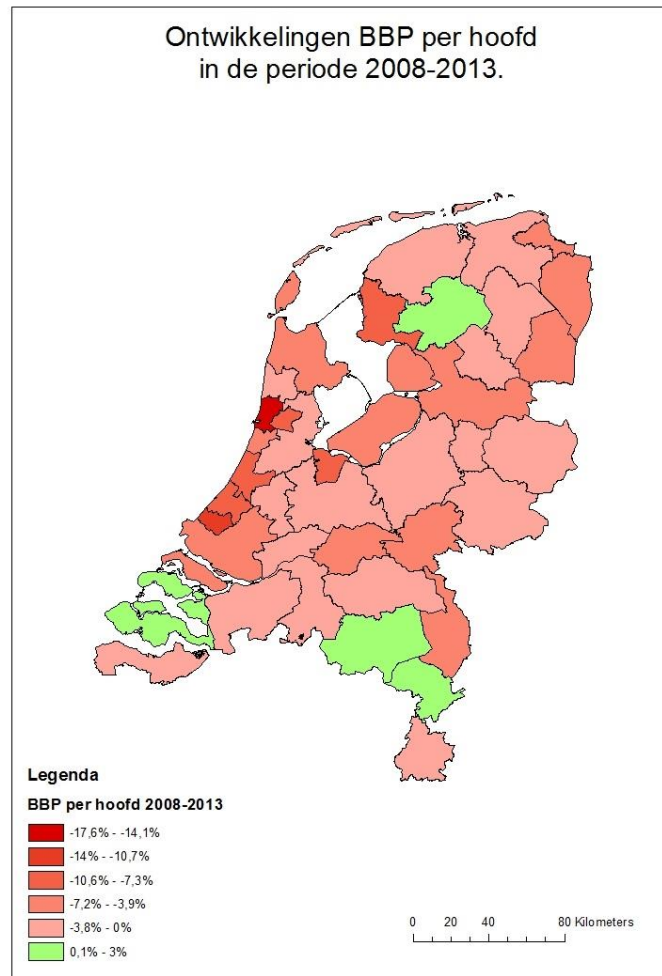 Ontwikkelingen BBP per hoofd
in de periode 2008-2013.
Legenda
BBP per hoofd 2008-2013
-17,6% - -14,1%
-14% - -10,7%
-10,6% - -7,3%
-7,2% - -3,9%
-3,8% - 0%
0,1% - 3%
0 20 40 80 Kilometers